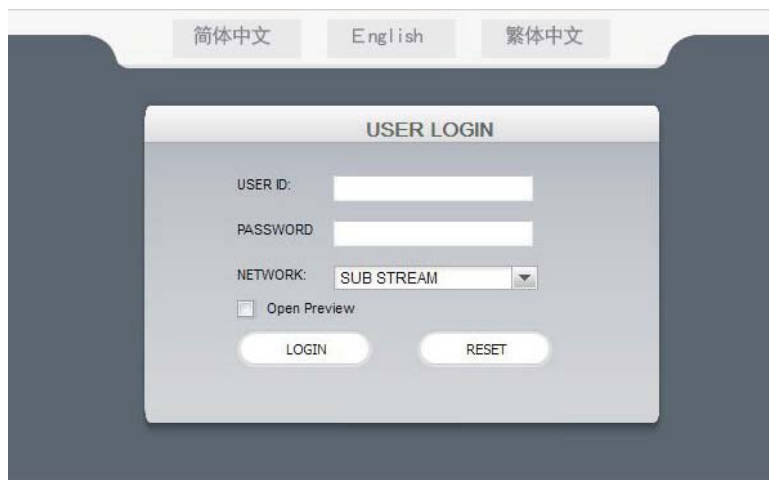 简体中文 English 繁体中文
USER LOGIN
USER ID:
PASSWORD
NETWORK: SUB STREAM
Open Preview
LOGIN RESET